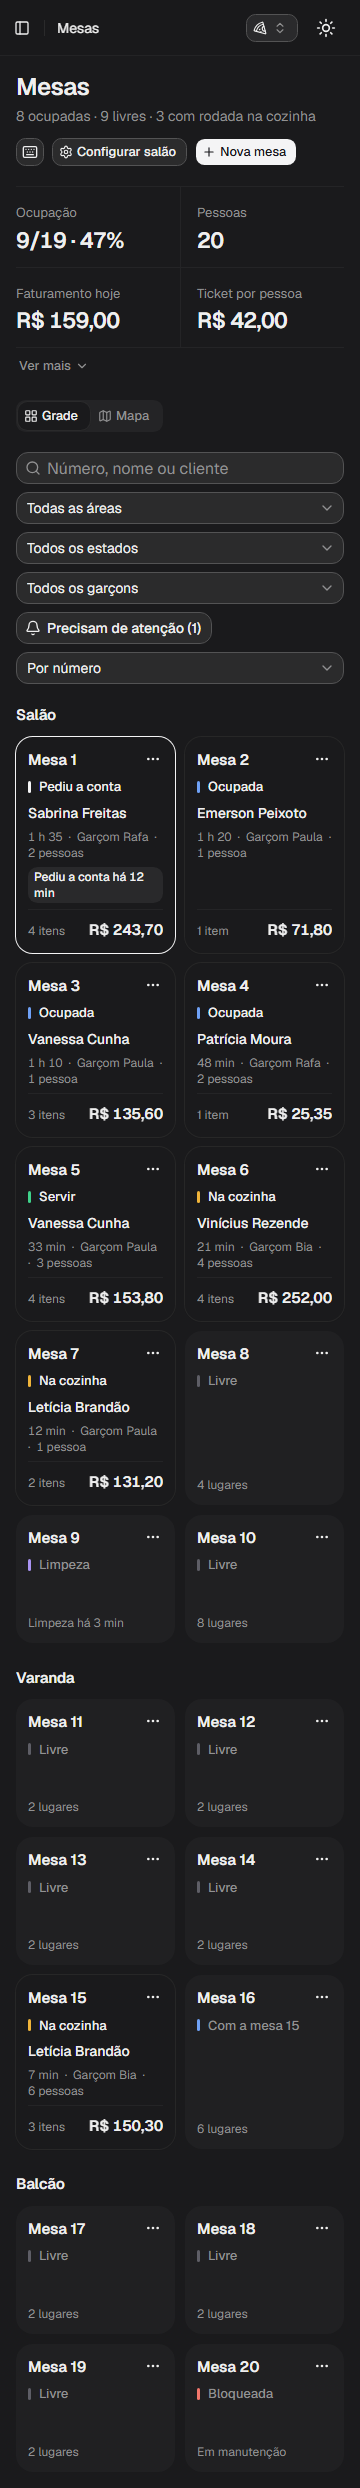 Mesas
Mesas
8 ocupadas · 9 livres · 3 com rodada na cozinha
Configurar salão
Nova mesa
Ocupação
9/19 · 47%
Pessoas
20
Faturamento hoje
R$ 159,00
Ticket por pessoa
R$ 42,00
Ver mais
Grade
Mapa
Número, nome ou cliente
Todas as áreas
Todos os estados
Todos os garçons
Precisam de atenção (1)
Por número
Salão
Mesa 1
Pediu a conta
Sabrina Freitas
1 h 35 · Garçom Rafa ·
2 pessoas
Pediu a conta há 12
min
4 itens R$ 243,70
Mesa 2
Ocupada
Emerson Peixoto
1 h 20 · Garçom Paula ·
1 pessoa
1 item R$ 71,80
Mesa 3
Ocupada
Vanessa Cunha
1 h 10 · Garçom Paula ·
1 pessoa
3 itens R$ 135,60
Mesa 4
Ocupada
Patrícia Moura
48 min · Garçom Rafa ·
2 pessoas
1 item R$ 25,35
Mesa 5
Servir
Vanessa Cunha
33 min · Garçom Paula
· 3 pessoas
4 itens R$ 153,80
Mesa 6
Na cozinha
Vinícius Rezende
21 min · Garçom Bia ·
4 pessoas
4 itens R$ 252,00
Mesa 7
Na cozinha
Letícia Brandão
12 min · Garçom Paula
· 1 pessoa
2 itens R$ 131,20
Mesa 8
Livre
4 lugares
Mesa 9
Limpeza
Limpeza há 3 min
Mesa 10
Livre
8 lugares
Varanda
Mesa 11
Livre
2 lugares
Mesa 12
Livre
2 lugares
Mesa 13
Livre
2 lugares
Mesa 14
Livre
2 lugares
Mesa 15
Na cozinha
Letícia Brandão
7 min · Garçom Bia ·
6 pessoas
3 itens R$ 150,30
Mesa 16
Com a mesa 15
6 lugares
Balcão
Mesa 17
Livre
2 lugares
Mesa 18
Livre
2 lugares
Mesa 19
Livre
2 lugares
Mesa 20
Bloqueada
Em manutenção